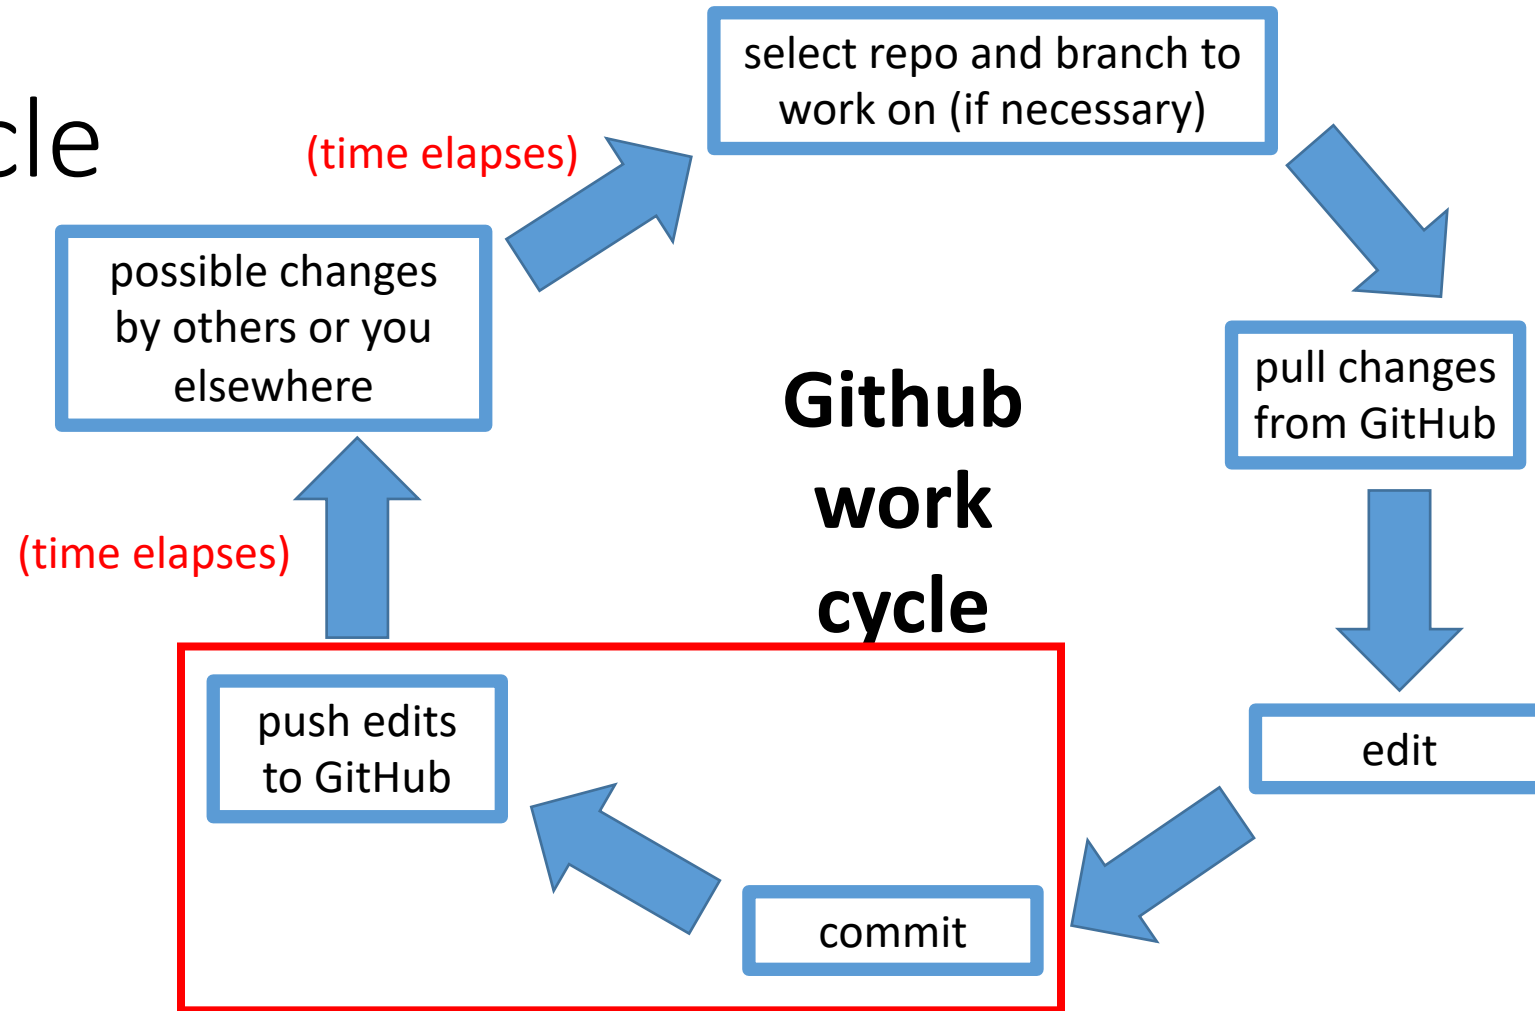 cle
select repo and branch to
work on (if necessary)
(time elapses)
possible changes
by others or you
elsewhere
pull changes
from GitHub
Github
work
cycle
(time elapses)
push edits
to GitHub
edit
commit